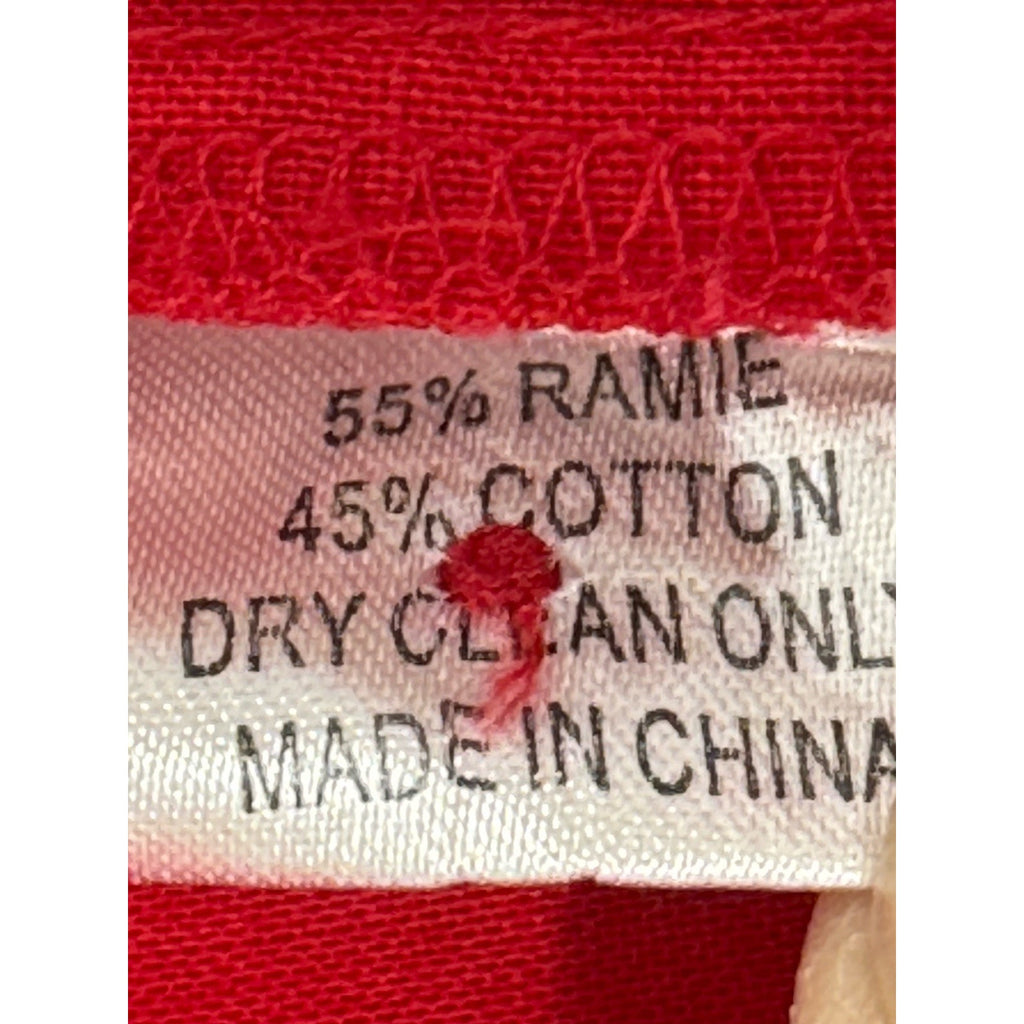 55% RAMIE
45% COTTON
DRY CLEAN ONLY
MADE IN CHINA